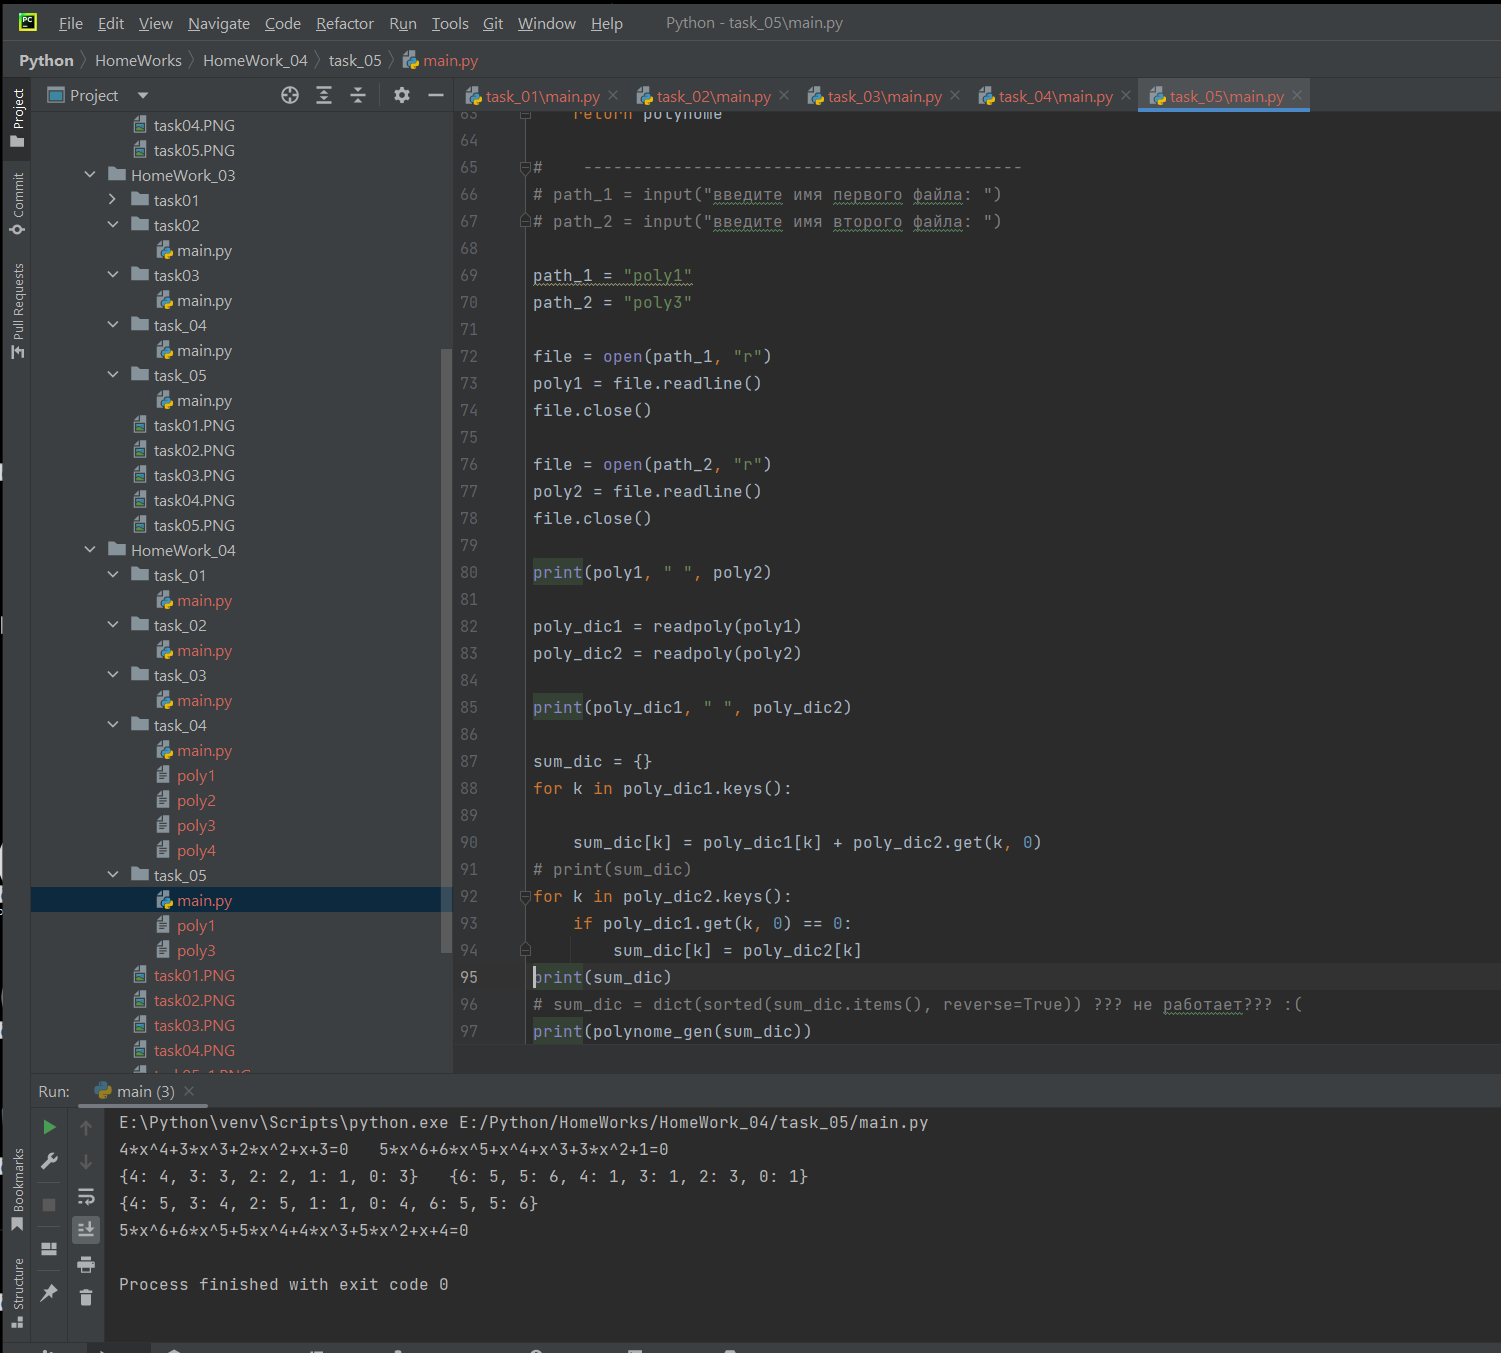 PC File Edit View Navigate Code Refactor Run Tools Git Window Help Python - task_05\main.py
Python HomeWorks HomeWork_04 task_05 main.py
Project
Commit
Pull Requests
Bookmarks
Structure
Project
task04.PNG
task05.PNG
HomeWork_03
task01
task02
main.py
task03
main.py
task_04
main.py
task_05
main.py
task01.PNG
task02.PNG
task03.PNG
task04.PNG
task05.PNG
HomeWork_04
task_01
main.py
task_02
main.py
task_03
main.py
task_04
main.py
poly1
poly2
poly3
poly4
task_05
main.py
poly1
poly3
task01.PNG
task02.PNG
task03.PNG
task04.PNG
task_01\main.py task_02\main.py task_03\main.py task_04\main.py task_05\main.py
63 return polynome
64
65 # --------------------------------------------
66 # path_1 = input("введите имя первого файла: ")
67 # path_2 = input("введите имя второго файла: ")
68
69 path_1 = "poly1"
70 path_2 = "poly3"
71
72 file = open(path_1, "r")
73 poly1 = file.readline()
74 file.close()
75
76 file = open(path_2, "r")
77 poly2 = file.readline()
78 file.close()
79
80 print(poly1, " ", poly2)
81
82 poly_dic1 = readpoly(poly1)
83 poly_dic2 = readpoly(poly2)
84
85 print(poly_dic1, " ", poly_dic2)
86
87 sum_dic = {}
88 for k in poly_dic1.keys():
89
90 sum_dic[k] = poly_dic1[k] + poly_dic2.get(k, 0)
91 # print(sum_dic)
92 for k in poly_dic2.keys():
93 if poly_dic1.get(k, 0) == 0:
94 sum_dic[k] = poly_dic2[k]
95 print(sum_dic)
96 # sum_dic = dict(sorted(sum_dic.items(), reverse=True)) ??? не работает??? :(
97 print(polynome_gen(sum_dic))
Run: main (3)
E:\Python\venv\Scripts\python.exe E:/Python/HomeWorks/HomeWork_04/task_05/main.py
4*x^4+3*x^3+2*x^2+x+3=0 5*x^6+6*x^5+x^4+x^3+3*x^2+1=0
{4: 4, 3: 3, 2: 2, 1: 1, 0: 3} {6: 5, 5: 6, 4: 1, 3: 1, 2: 3, 0: 1}
{4: 5, 3: 4, 2: 5, 1: 1, 0: 4, 6: 5, 5: 6}
5*x^6+6*x^5+5*x^4+4*x^3+5*x^2+x+4=0
Process finished with exit code 0